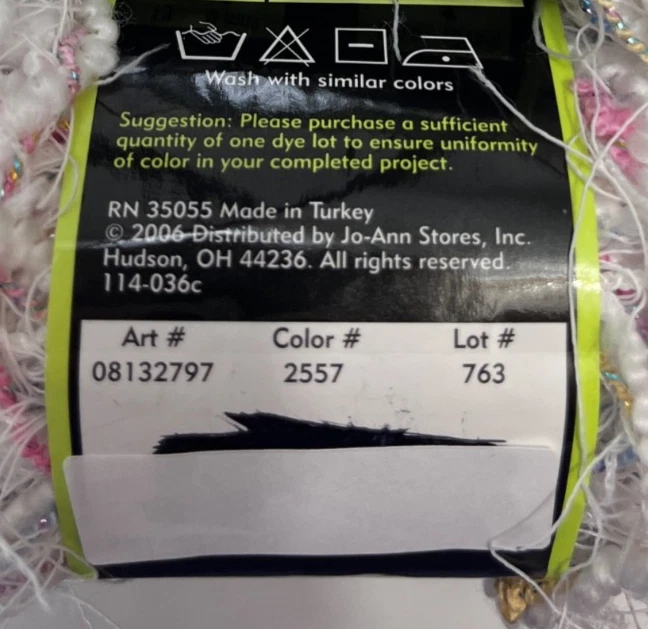 Wash with similar colors
Suggestion: Please purchase a sufficient
quantity of one dye lot to ensure uniformity
of color in your completed project.
RN 35055 Made in Turkey
© 2006 Distributed by Jo-Ann Stores, Inc.
Hudson, OH 44236. All rights reserved.
114-036c
Art # Color # Lot #
08132797 2557 763